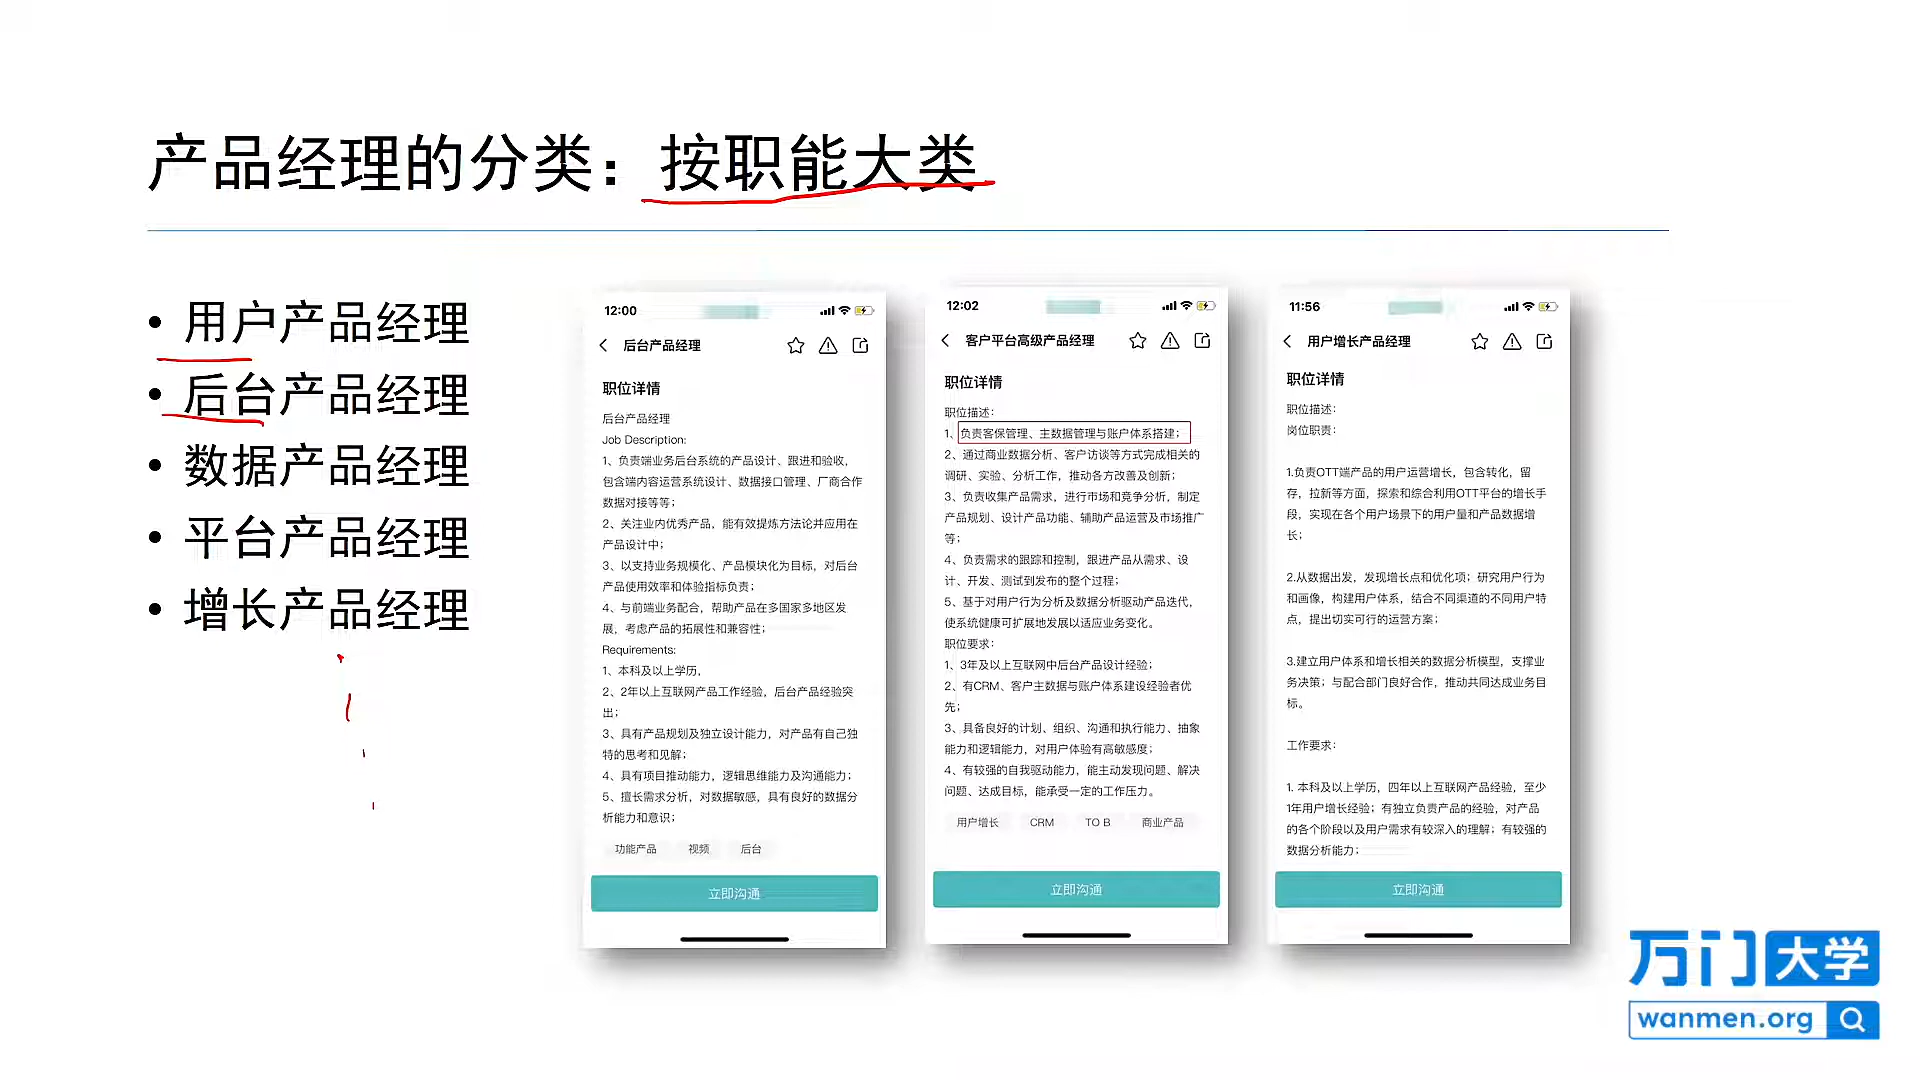 产品经理的分类：按职能大类
• 用户产品经理
• 后台产品经理
• 数据产品经理
• 平台产品经理
• 增长产品经理
12:00
后台产品经理
职位详情
后台产品经理
Job Description:
1、负责端业务后台系统的产品设计、跟进和验收，
包含端内容运营系统设计、数据接口管理、厂商合作
数据对接等等；
2、关注业内优秀产品，能有效提炼方法论并应用在
产品设计中；
3、以支持业务规模化、产品模块化为目标，对后台
产品使用效率和体验指标负责；
4、与前端业务配合，帮助产品在多国家多地区发
展，考虑产品的拓展性和兼容性；
Requirements:
1、本科及以上学历，
2、2年以上互联网产品工作经验，后台产品经验突
出；
3、具有产品规划及独立设计能力，对产品有自己独
特的思考和见解；
4、具有项目推动能力，逻辑思维能力及沟通能力；
5、擅长需求分析，对数据敏感，具有良好的数据分
析能力和意识；
功能产品 视频 后台
立即沟通
12:02
客户平台高级产品经理
职位详情
职位描述：
1、负责客保管理、主数据管理与账户体系搭建；
2、通过商业数据分析、客户访谈等方式完成相关的
调研、实验、分析工作，推动各方改善及创新；
3、负责收集产品需求，进行市场和竞争分析，制定
产品规划、设计产品功能、辅助产品运营及市场推广
等；
4、负责需求的跟踪和控制，跟进产品从需求、设
计、开发、测试到发布的整个过程；
5、基于对用户行为分析及数据分析驱动产品迭代，
使系统健康可扩展地发展以适应业务变化。
职位要求：
1、3年及以上互联网中后台产品设计经验；
2、有CRM、客户主数据与账户体系建设经验者优
先；
3、具备良好的计划、组织、沟通和执行能力、抽象
能力和逻辑能力，对用户体验有高敏感度；
4、有较强的自我驱动能力，能主动发现问题、解决
问题、达成目标，能承受一定的工作压力。
用户增长 CRM TO B 商业产品
立即沟通
11:56
用户增长产品经理
职位详情
职位描述：
岗位职责：
1.负责OTT端产品的用户运营增长，包含转化，留
存，拉新等方面，探索和综合利用OTT平台的增长手
段，实现在各个用户场景下的用户量和产品数据增
长；
2.从数据出发，发现增长点和优化项；研究用户行为
和画像，构建用户体系，结合不同渠道的不同用户特
点，提出切实可行的运营方案；
3.建立用户体系和增长相关的数据分析模型，支撑业
务决策；与配合部门良好合作，推动共同达成业务目
标。
工作要求：
1. 本科及以上学历，四年以上互联网产品经验，至少
1年用户增长经验；有独立负责产品的经验，对产品
的各个阶段以及用户需求有较深入的理解；有较强的
数据分析能力；
立即沟通
万门大学
wanmen.org